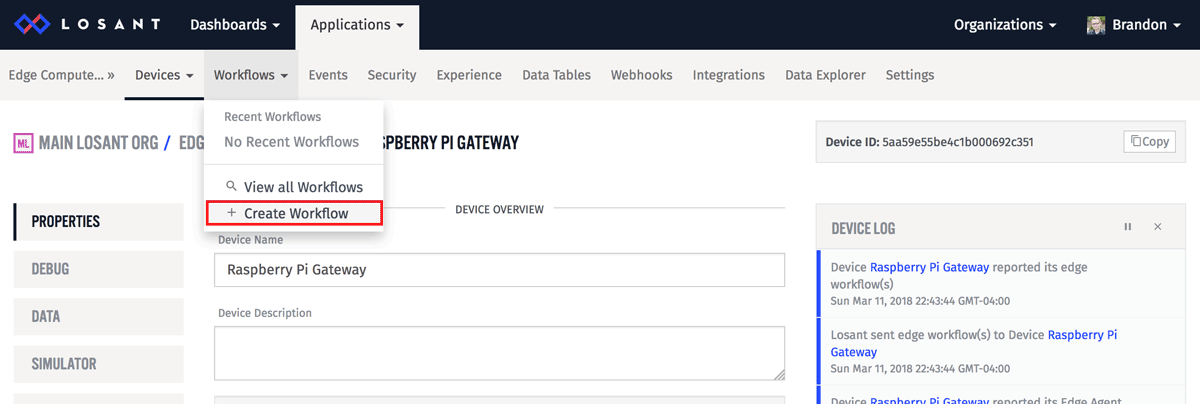 LOSANT Dashboards Applications Organizations Brandon
Edge Compute... » Devices Workflows Events Security Experience Data Tables Webhooks Integrations Data Explorer Settings
Recent Workflows
No Recent Workflows
View all Workflows
+ Create Workflow
ML MAIN LOSANT ORG / EDG
SPBERRY PI GATEWAY
Device ID: 5aa59e55be4c1b000692c351 Copy
PROPERTIES
DEBUG
DATA
SIMULATOR
DEVICE OVERVIEW
Device Name
Raspberry Pi Gateway
Device Description
DEVICE LOG
Device Raspberry Pi Gateway reported its edge
workflow(s)
Sun Mar 11, 2018 22:43:44 GMT-04:00
Losant sent edge workflow(s) to Device Raspberry Pi
Gateway
Sun Mar 11, 2018 22:43:44 GMT-04:00
Device Raspberry Pi Gateway reported its Edge Agent